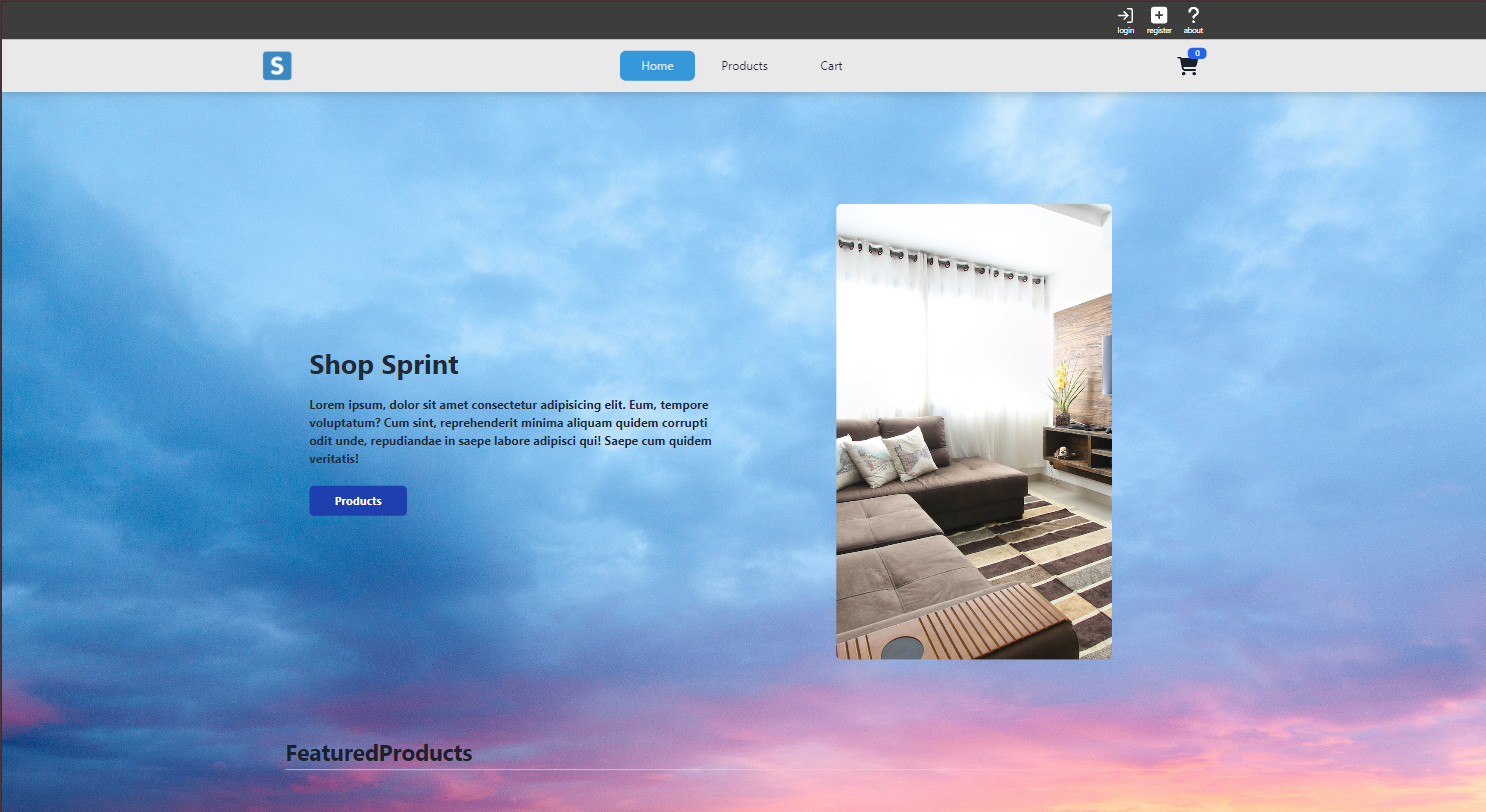 login register about
S
Home Products Cart
0
Shop Sprint
Lorem ipsum, dolor sit amet consectetur adipisicing elit. Eum, tempore
voluptatum? Cum sint, reprehenderit minima aliquam quidem corrupti
odit unde, repudiandae in saepe labore adipisci qui! Saepe cum quidem
veritatis!
Products
FeaturedProducts